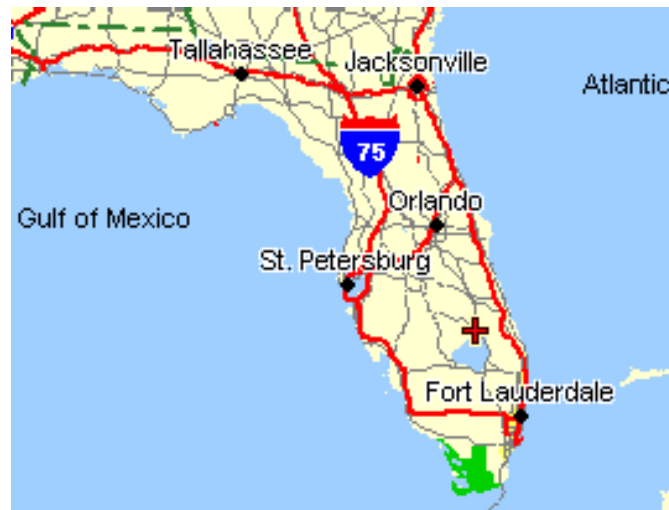 Tallahassee
Jacksonville
Atlantic
75
Orlando
Gulf of Mexico
St. Petersburg
Fort Lauderdale